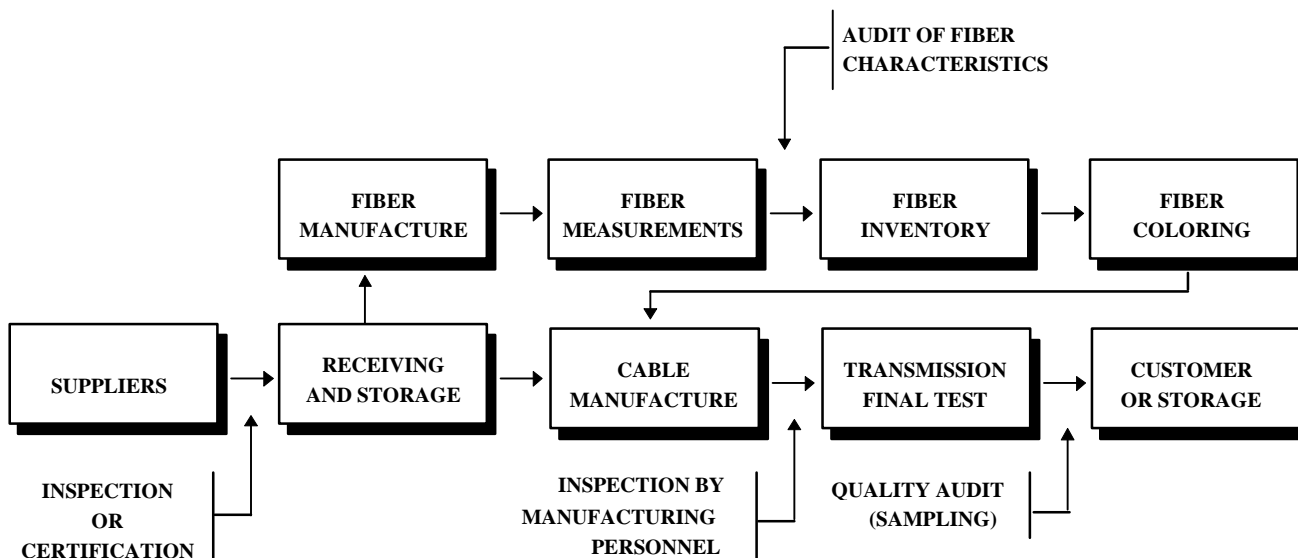 AUDIT OF FIBER
CHARACTERISTICS
FIBER
MANUFACTURE
FIBER
MEASUREMENTS
FIBER
INVENTORY
FIBER
COLORING
SUPPLIERS
RECEIVING
AND STORAGE
CABLE
MANUFACTURE
TRANSMISSION
FINAL TEST
CUSTOMER
OR STORAGE
INSPECTION
OR
CERTIFICATION
INSPECTION BY
MANUFACTURING
PERSONNEL
QUALITY AUDIT
(SAMPLING)